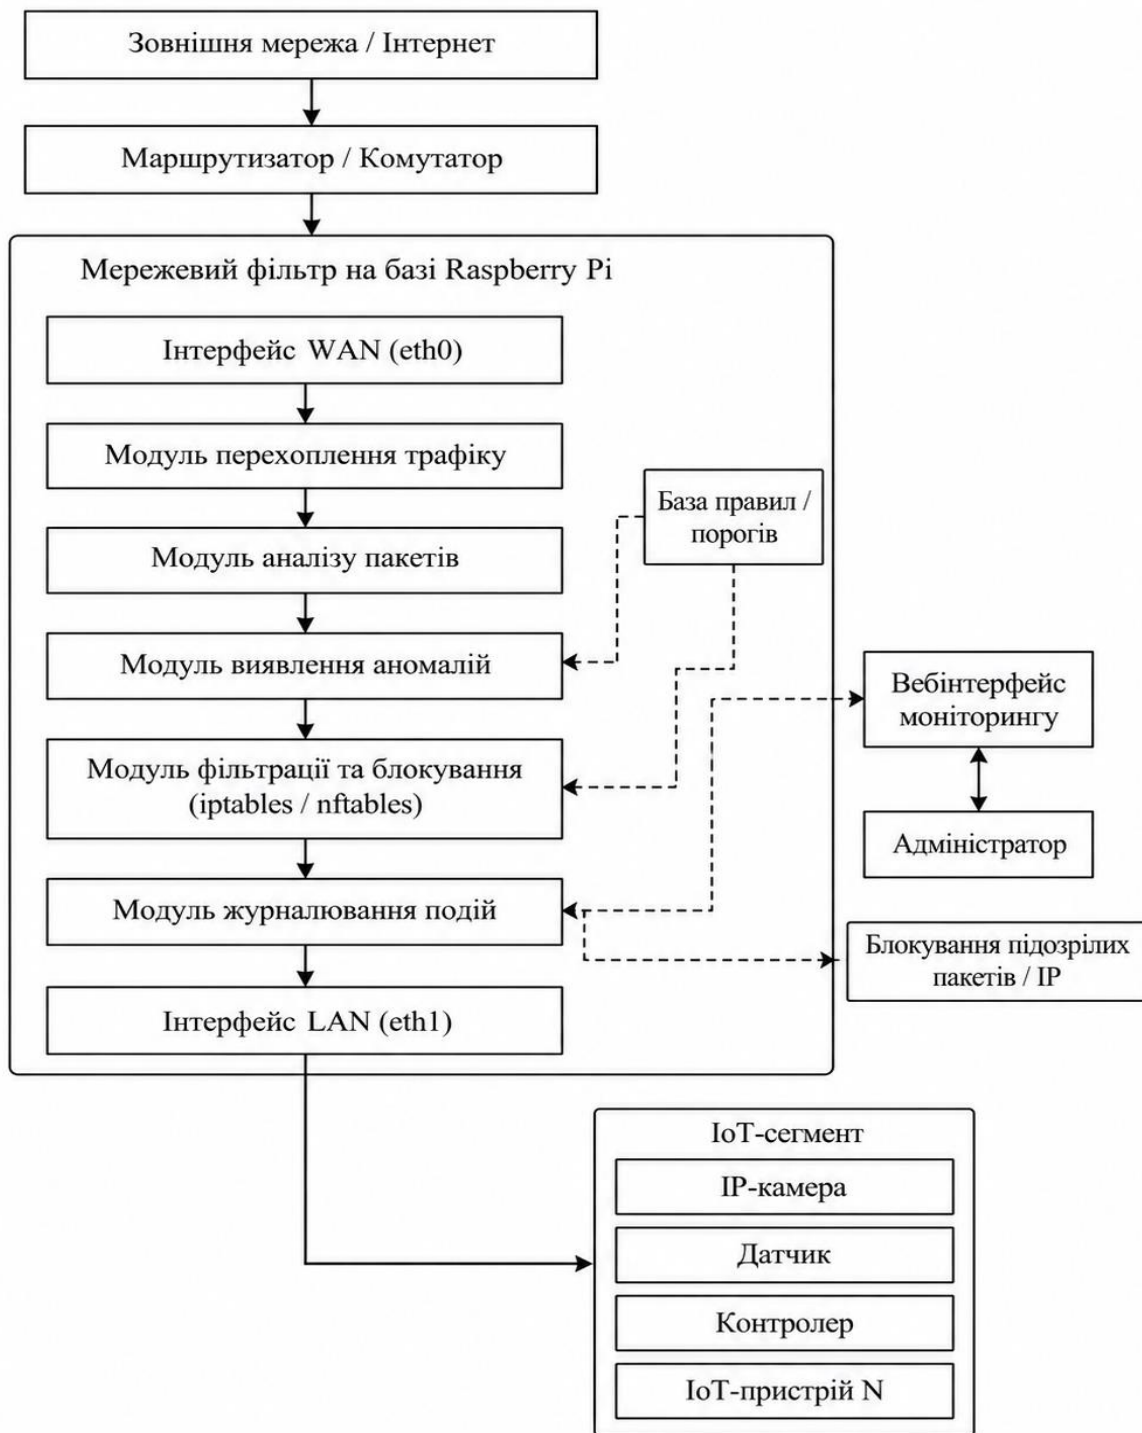 Зовнішня мережа / Інтернет
Маршрутизатор / Комутатор
Мережевий фільтр на базі Raspberry Pi
Інтерфейс WAN (eth0)
Модуль перехоплення трафіку
База правил /
порогів
Модуль аналізу пакетів
Модуль виявлення аномалій
Вебінтерфейс
моніторингу
Модуль фільтрації та блокування
(iptables / nftables)
Адміністратор
Модуль журналювання подій
Блокування підозрілих
пакетів / IP
Інтерфейс LAN (eth1)
IoT-сегмент
IP-камера
Датчик
Контролер
IoT-пристрій N